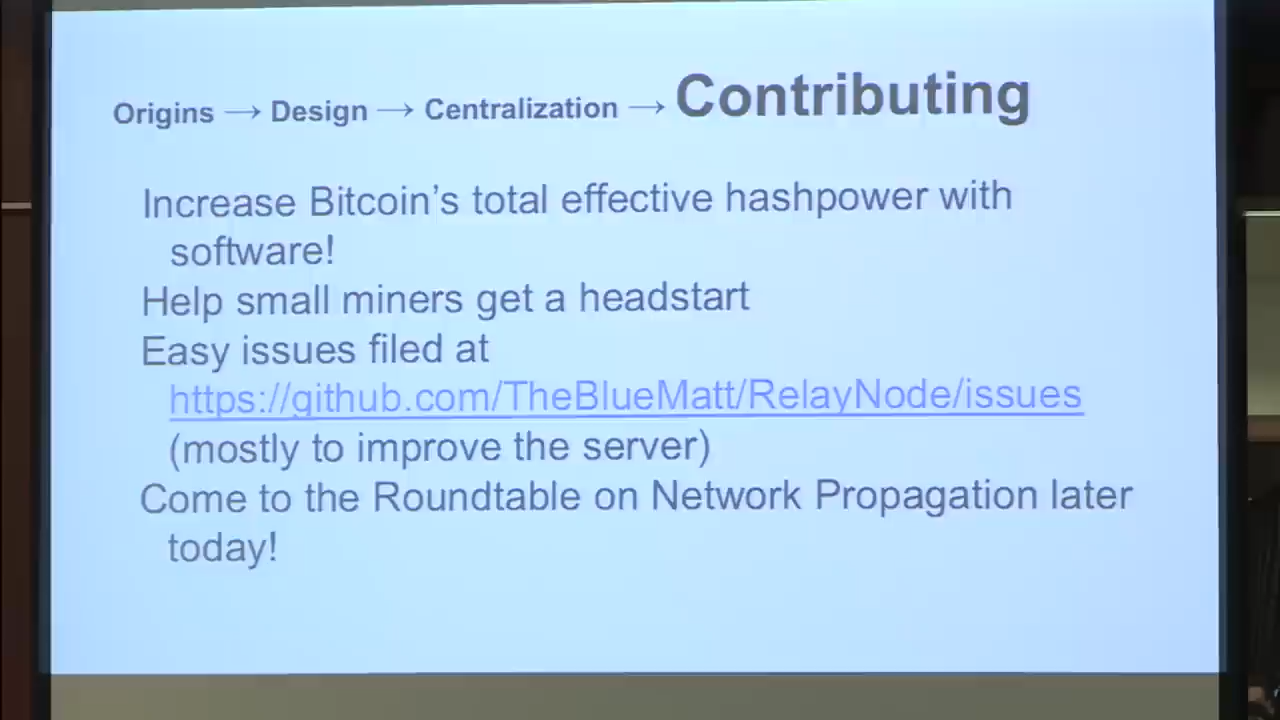 Origins → Design → Centralization → Contributing
Increase Bitcoin's total effective hashpower with
software!
Help small miners get a headstart
Easy issues filed at
https://github.com/TheBlueMatt/RelayNode/issues
(mostly to improve the server)
Come to the Roundtable on Network Propagation later
today!